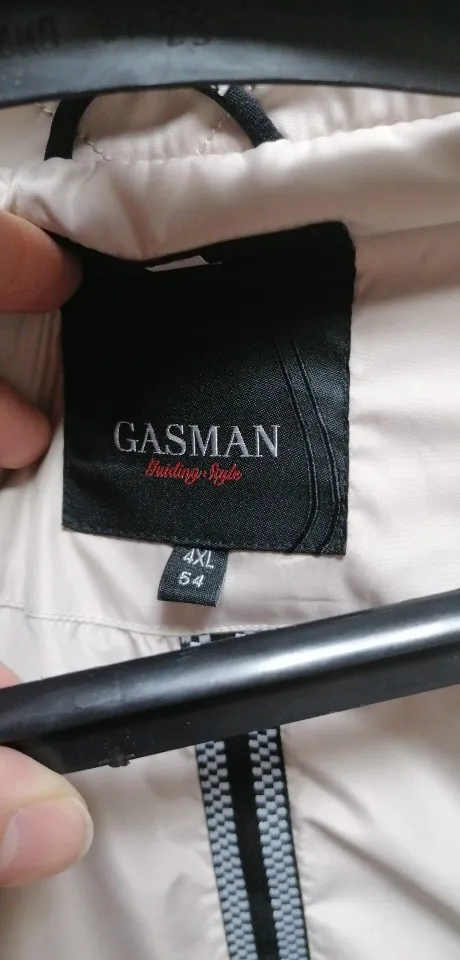 GASMAN
Guiding Style
4XL
54